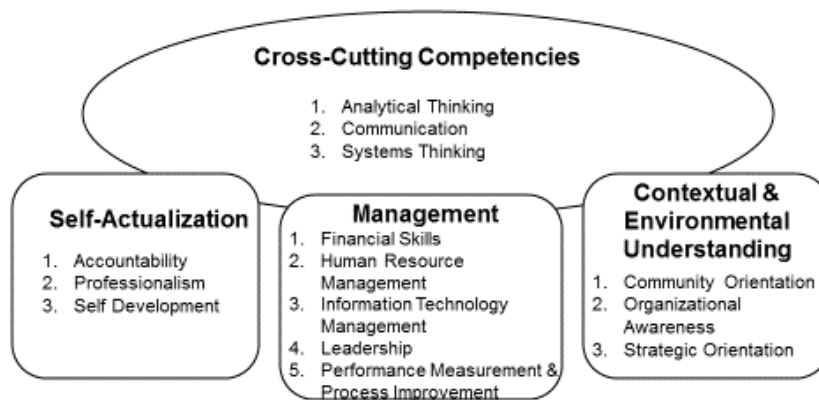 Cross-Cutting Competencies
1. Analytical Thinking
2. Communication
3. Systems Thinking
Self-Actualization
1. Accountability
2. Professionalism
3. Self Development
Management
1. Financial Skills
2. Human Resource
Management
3. Information Technology
Management
4. Leadership
5. Performance Measurement &
Process Improvement
Contextual &
Environmental
Understanding
1. Community Orientation
2. Organizational
Awareness
3. Strategic Orientation